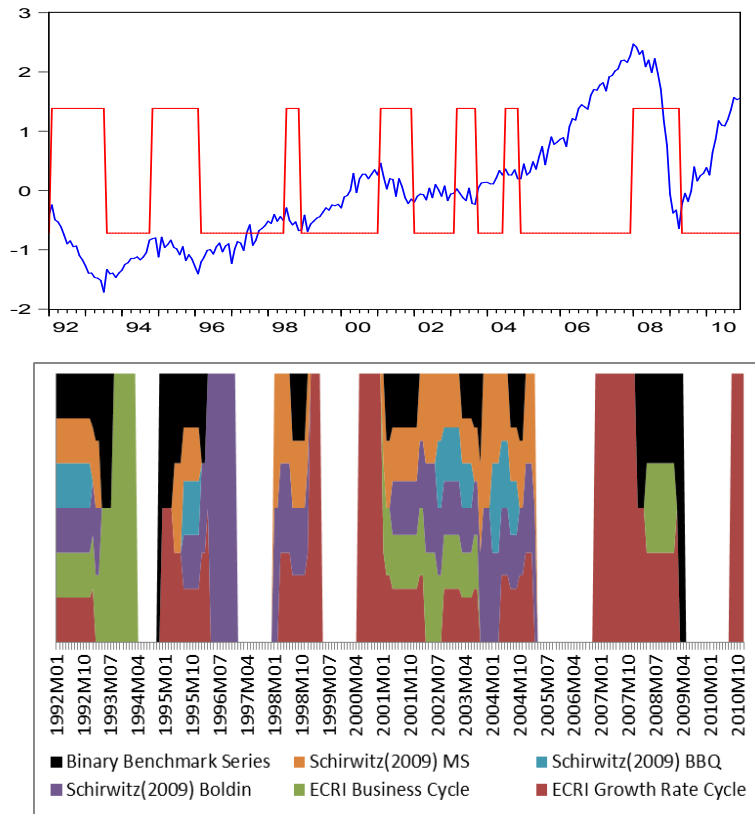 3
2
1
0
-1
-2
92 94 96 98 00 02 04 06 08 10
1992M01
1992M10
1993M07
1994M04
1995M01
1995M10
1996M07
1997M04
1998M01
1998M10
1999M07
2000M04
2001M01
2001M10
2002M07
2003M04
2004M01
2004M10
2005M07
2006M04
2007M01
2007M10
2008M07
2009M04
2010M01
2010M10
Binary Benchmark Series Schirwitz(2009) MS Schirwitz(2009) BBQ
Schirwitz(2009) Boldin ECRI Business Cycle ECRI Growth Rate Cycle